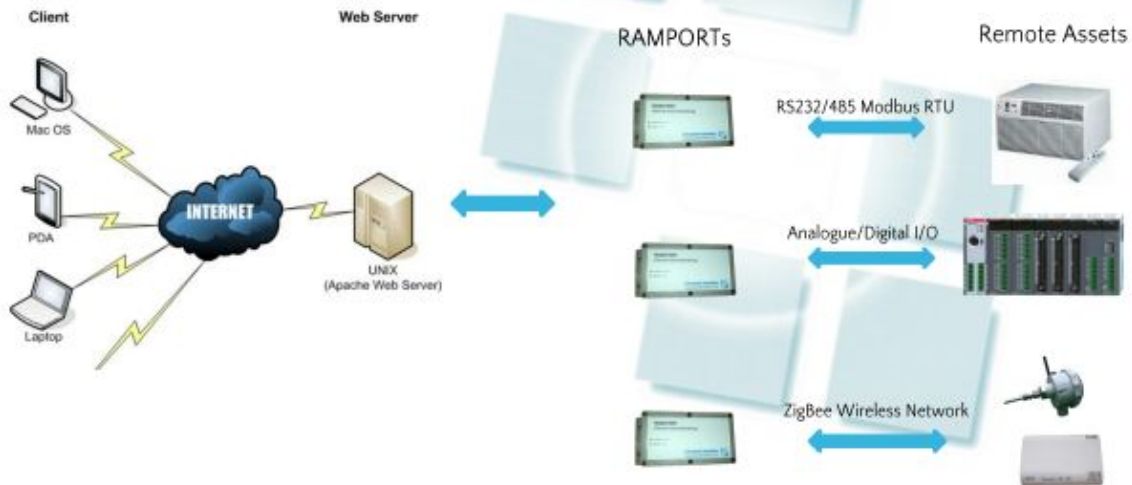 Client
Web Server
RAMPORTs
Remote Assets
Mac OS
RS232/485 Modbus RTU
PDA
INTERNET
UNIX
(Apache Web Server)
Analogue/Digital I/O
Laptop
ZigBee Wireless Network